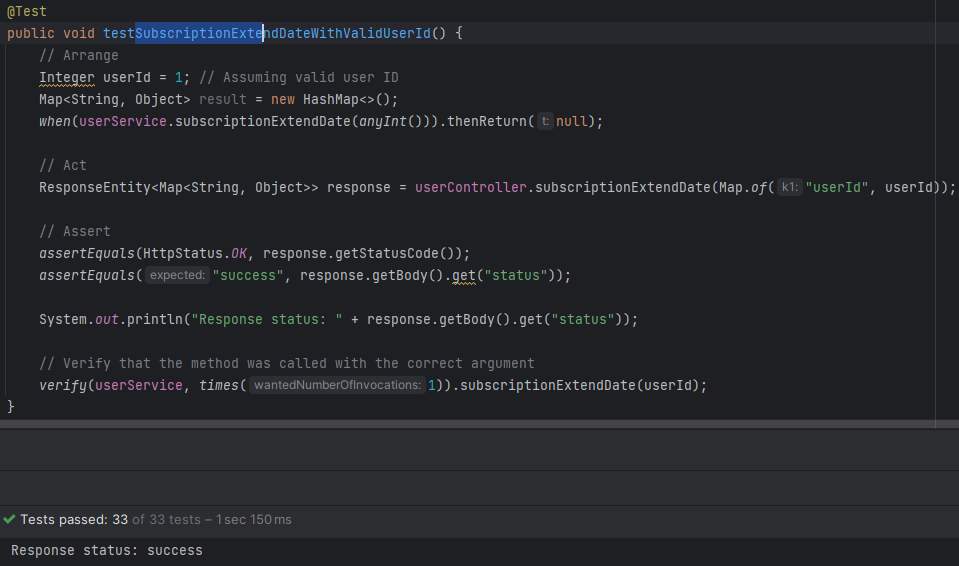 @Test
public void testSubscriptionExtendDateWithValidUserId() {
// Arrange
Integer userId = 1; // Assuming valid user ID
Map<String, Object> result = new HashMap<>();
when(userService.subscriptionExtendDate(anyInt())).thenReturn( t: null);
// Act
ResponseEntity<Map<String, Object>> response = userController.subscriptionExtendDate(Map.of( k1: "userId", userId));
// Assert
assertEquals(HttpStatus.OK, response.getStatusCode());
assertEquals( expected: "success", response.getBody().get("status"));
System.out.println("Response status: " + response.getBody().get("status"));
// Verify that the method was called with the correct argument
verify(userService, times( wantedNumberOfInvocations: 1)).subscriptionExtendDate(userId);
}
Tests passed: 33 of 33 tests – 1 sec 150 ms
Response status: success